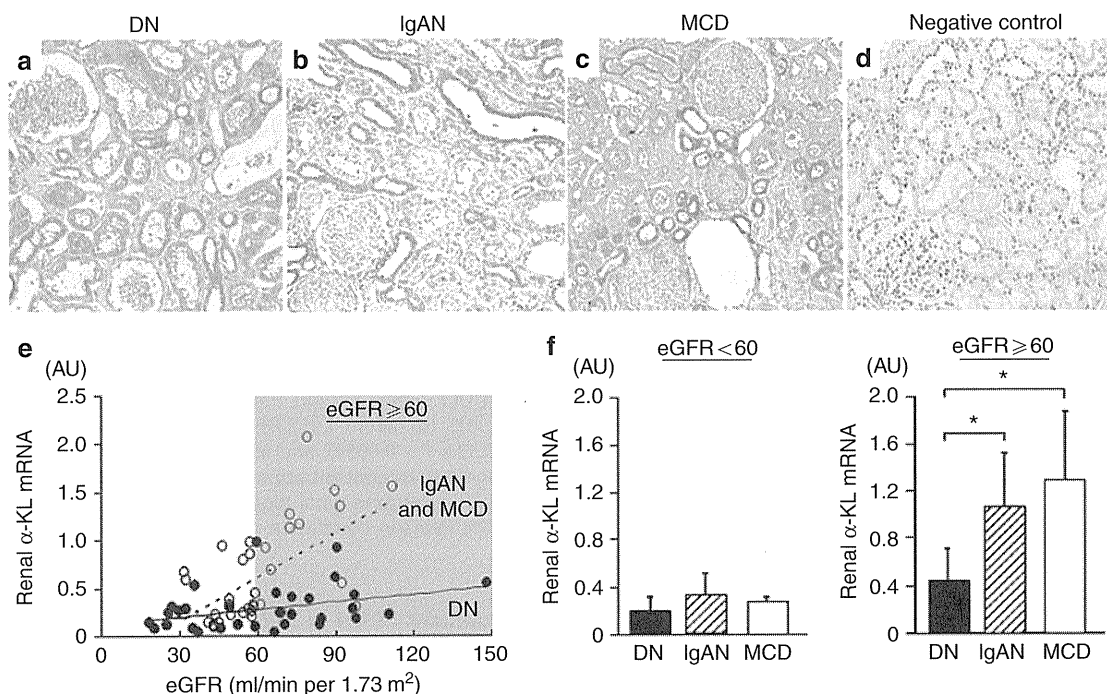 DN
IgAN
MCD
Negative control
a
b
c
d
e
(AU)
Renal α-KL mRNA
2.5
2.0
1.5
1.0
0.5
0
eGFR ⩾ 60
IgAN
and MCD
DN
0
30
60
90
120
150
eGFR (ml/min per 1.73 m²)
f
eGFR < 60
(AU)
Renal α-KL mRNA
2.0
1.6
1.2
0.8
0.4
0
DN
IgAN
MCD
eGFR ⩾ 60
(AU)
Renal α-KL mRNA
2.0
1.6
1.2
0.8
0.4
0
*
*
DN
IgAN
MCD